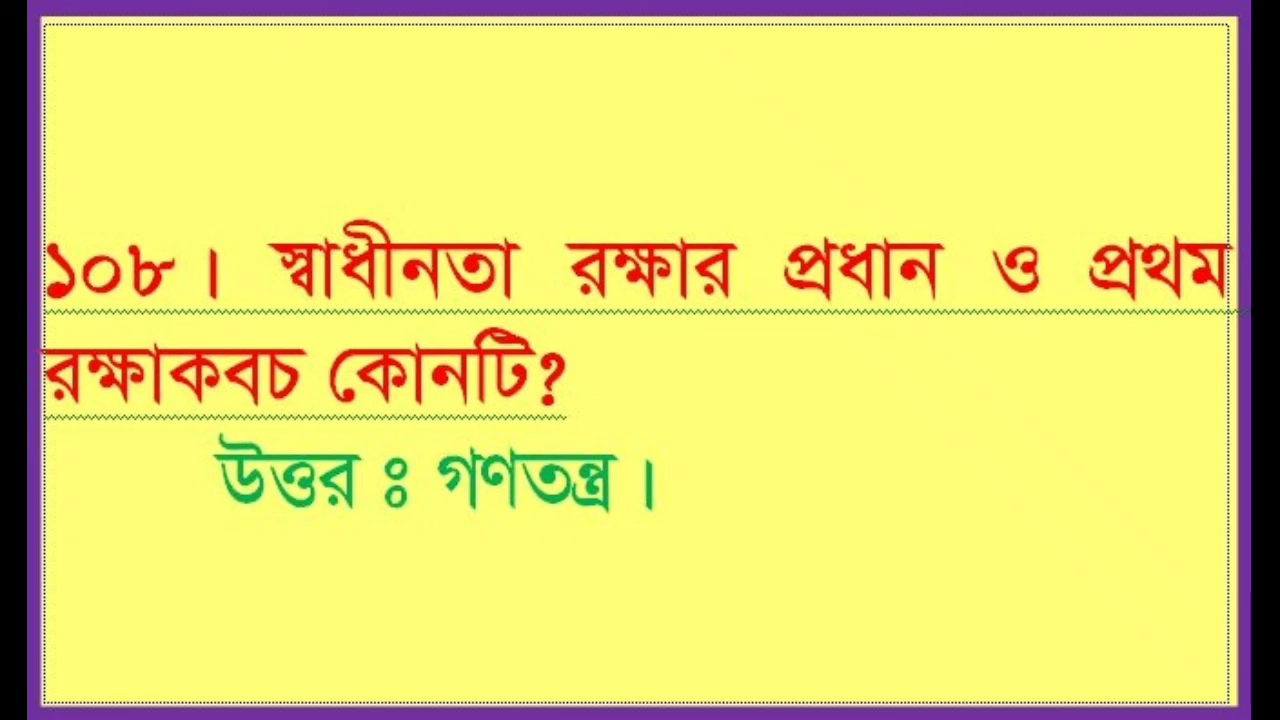 ১০৮। স্বাধীনতা রক্ষার প্রধান ও প্রথম
রক্ষাকবচ কোনটি?
উত্তর ঃ গণতন্ত্র।